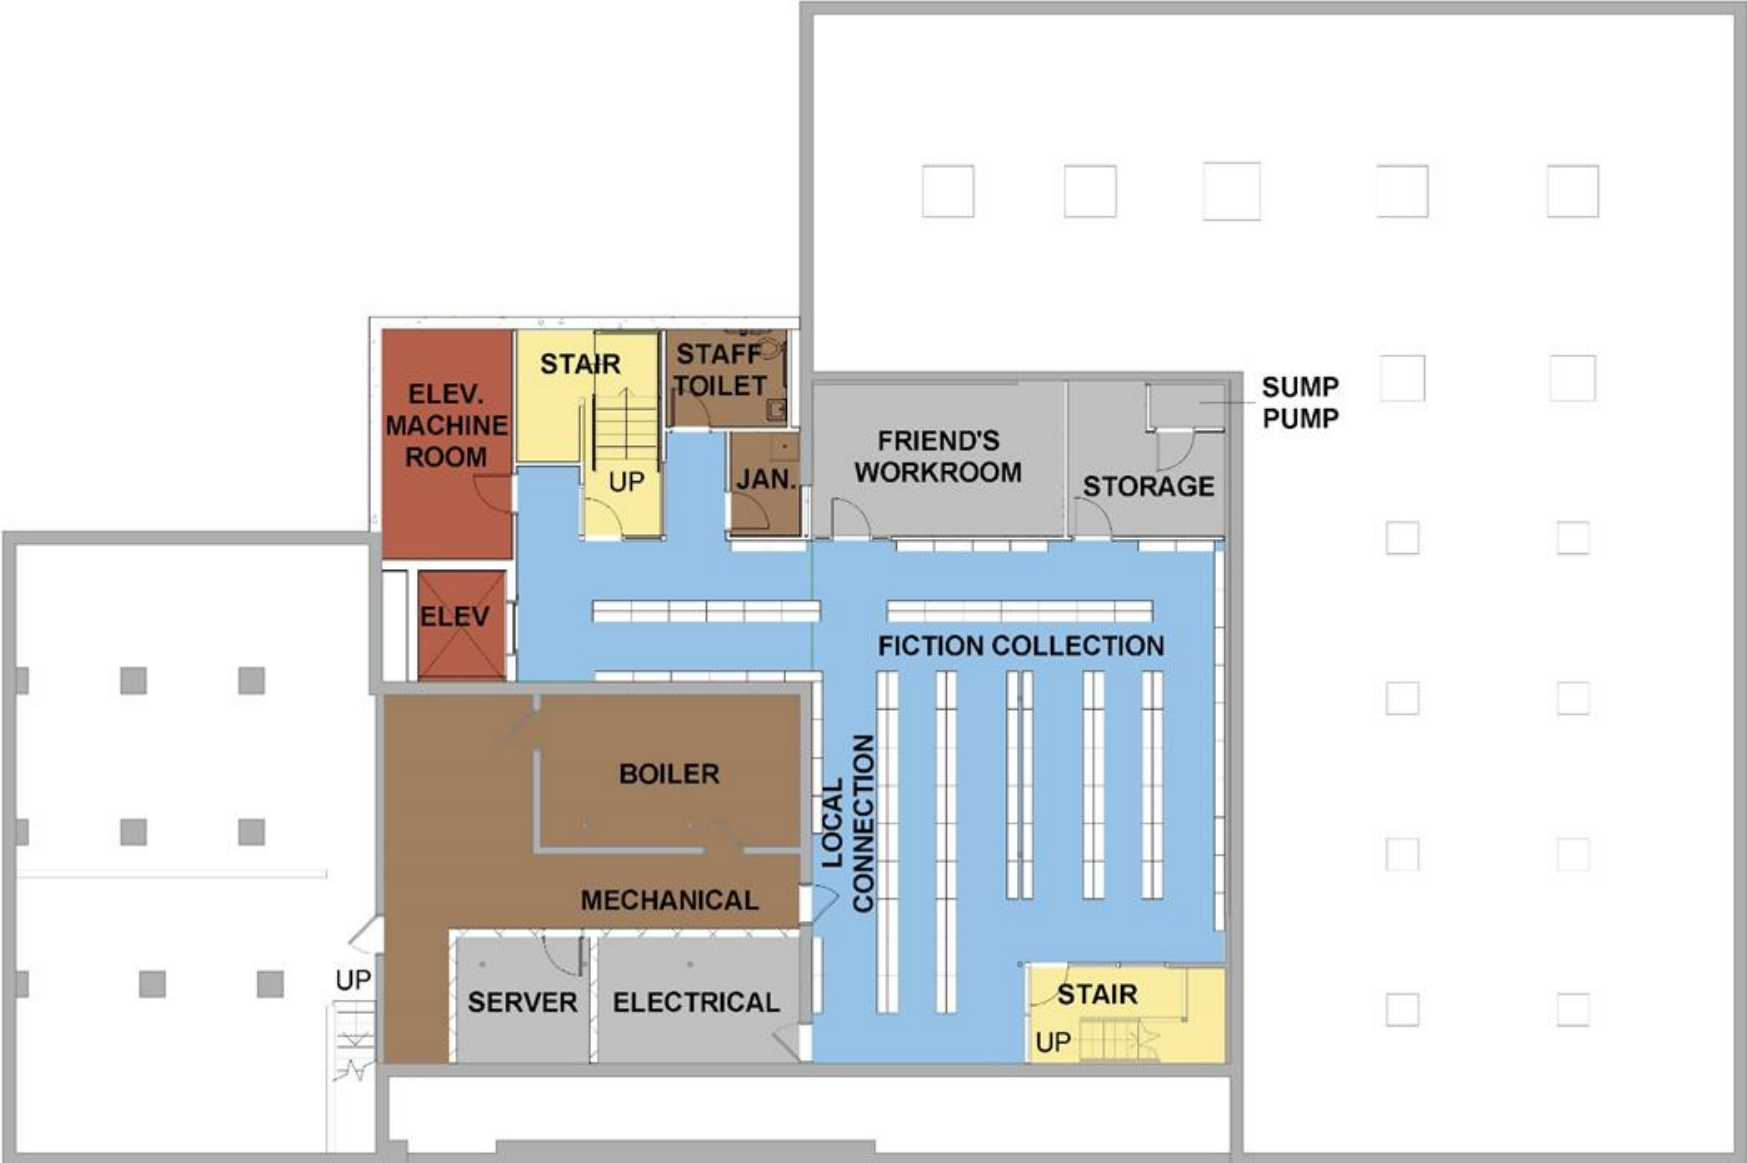 STAIR
STAFF
TOILET
ELEV.
MACHINE
ROOM
SUMP
PUMP
FRIEND'S
WORKROOM
UP
JAN.
STORAGE
ELEV
FICTION COLLECTION
BOILER
LOCAL
CONNECTION
MECHANICAL
UP
SERVER
ELECTRICAL
STAIR
UP